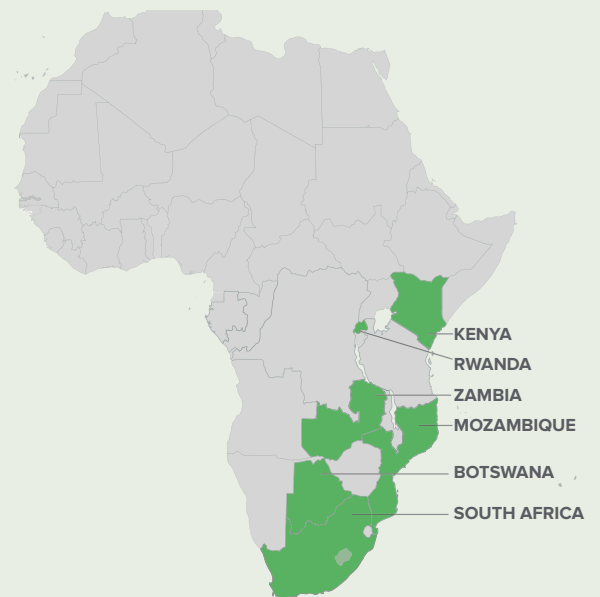 KENYA
RWANDA
ZAMBIA
MOZAMBIQUE
BOTSWANA
SOUTH AFRICA